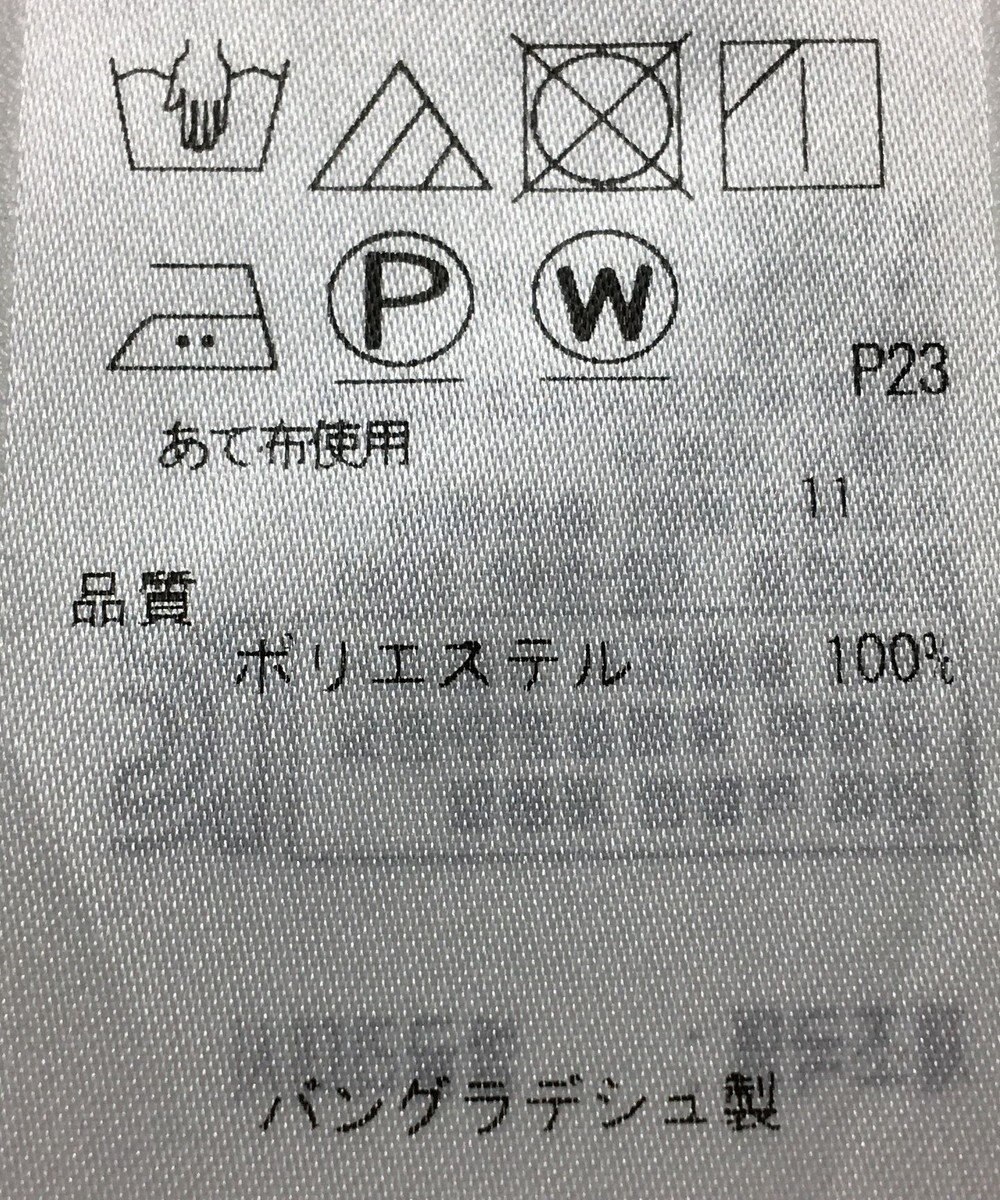 P W
P23
あて布使用
11
品質
ポリエステル 100%
バングラデシュ製